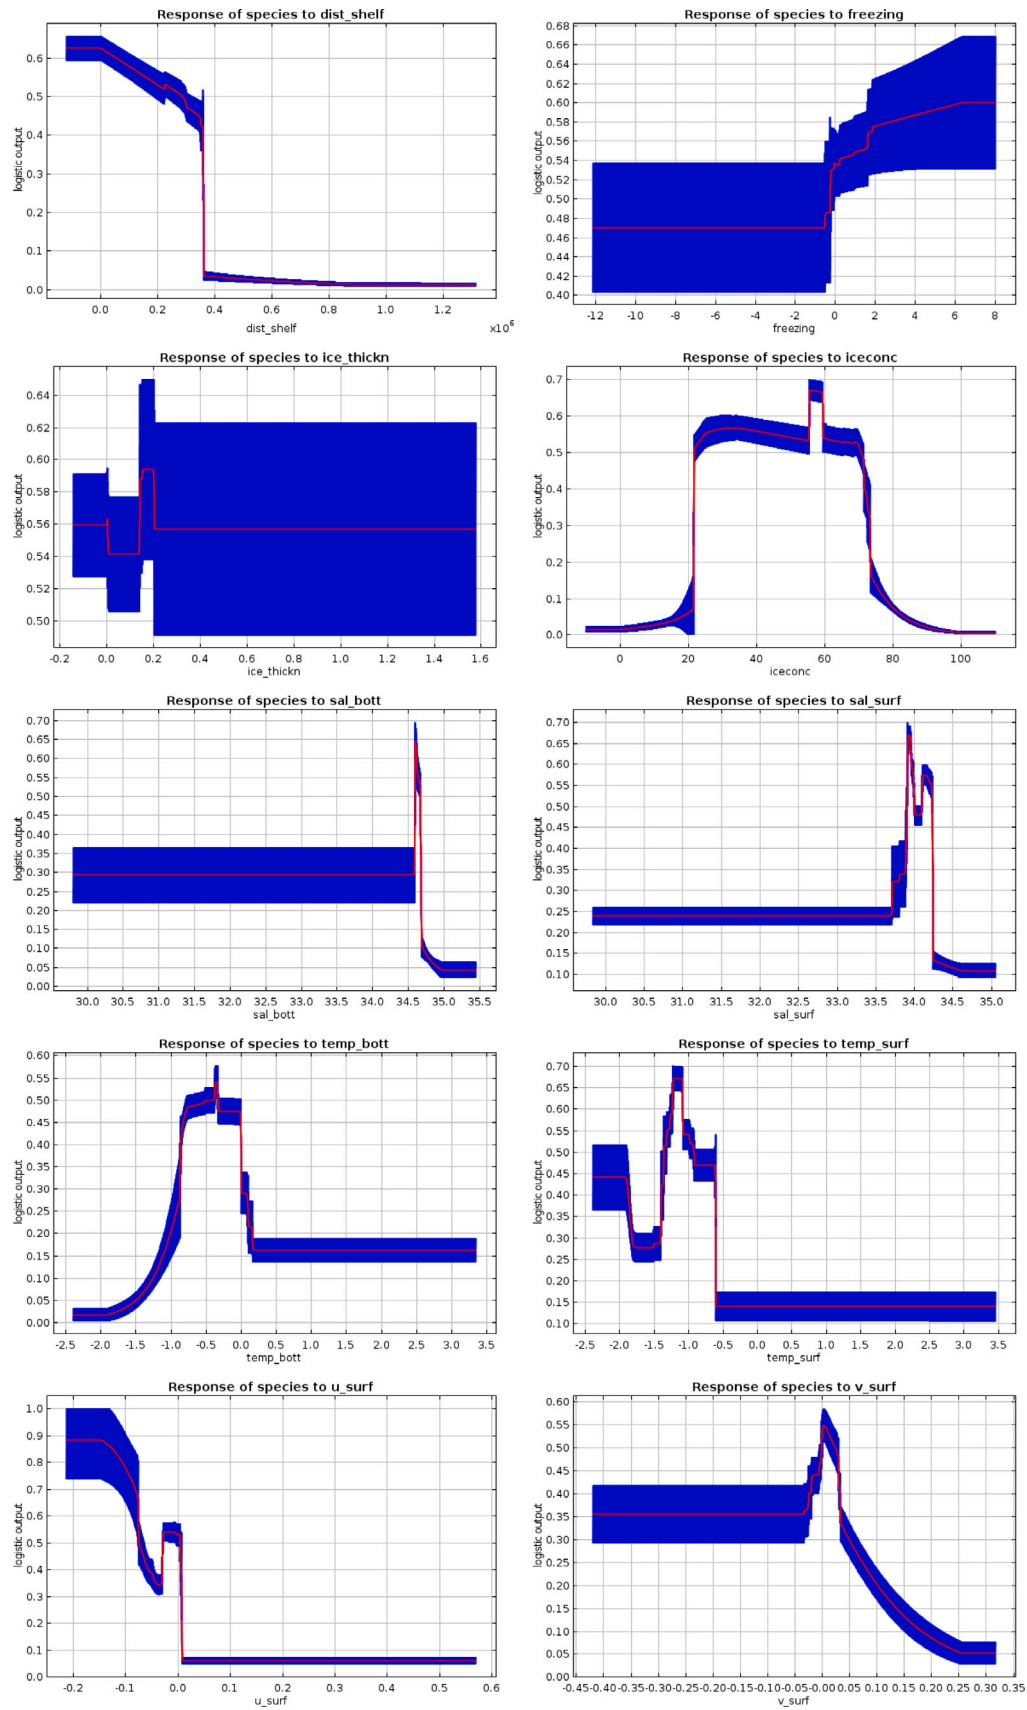 Response of species to dist_shelf
logistic output
0.6
0.5
0.4
0.3
0.2
0.1
0.0
0.0 0.2 0.4 0.6 0.8 1.0 1.2
x10^6
dist_shelf
Response of species to freezing
logistic output
0.68
0.66
0.64
0.62
0.60
0.58
0.56
0.54
0.52
0.50
0.48
0.46
0.44
0.42
0.40
-12 -10 -8 -6 -4 -2 0 2 4 6 8
freezing
Response of species to ice_thickn
logistic output
0.64
0.62
0.60
0.58
0.56
0.54
0.52
0.50
-0.2 0.0 0.2 0.4 0.6 0.8 1.0 1.2 1.4 1.6
ice_thickn
Response of species to iceconc
logistic output
0.7
0.6
0.5
0.4
0.3
0.2
0.1
0.0
0 20 40 60 80 100
iceconc
Response of species to sal_bott
logistic output
0.70
0.65
0.60
0.55
0.50
0.45
0.40
0.35
0.30
0.25
0.20
0.15
0.10
0.05
0.00
30.0 30.5 31.0 31.5 32.0 32.5 33.0 33.5 34.0 34.5 35.0 35.5
sal_bott
Response of species to sal_surf
logistic output
0.70
0.65
0.60
0.55
0.50
0.45
0.40
0.35
0.30
0.25
0.20
0.15
0.10
30.0 30.5 31.0 31.5 32.0 32.5 33.0 33.5 34.0 34.5 35.0
sal_surf
Response of species to temp_bott
logistic output
0.60
0.55
0.50
0.45
0.40
0.35
0.30
0.25
0.20
0.15
0.10
0.05
0.00
-2.5 -2.0 -1.5 -1.0 -0.5 0.0 0.5 1.0 1.5 2.0 2.5 3.0 3.5
temp_bott
Response of species to temp_surf
logistic output
0.70
0.65
0.60
0.55
0.50
0.45
0.40
0.35
0.30
0.25
0.20
0.15
0.10
-2.5 -2.0 -1.5 -1.0 -0.5 0.0 0.5 1.0 1.5 2.0 2.5 3.0 3.5
temp_surf
Response of species to u_surf
logistic output
1.0
0.9
0.8
0.7
0.6
0.5
0.4
0.3
0.2
0.1
0.0
-0.2 -0.1 0.0 0.1 0.2 0.3 0.4 0.5 0.6
u_surf
Response of species to v_surf
logistic output
0.60
0.55
0.50
0.45
0.40
0.35
0.30
0.25
0.20
0.15
0.10
0.05
0.00
-0.45 -0.40 -0.35 -0.30 -0.25 -0.20 -0.15 -0.10 -0.05 -0.00 0.05 0.10 0.15 0.20 0.25 0.30 0.35
v_surf